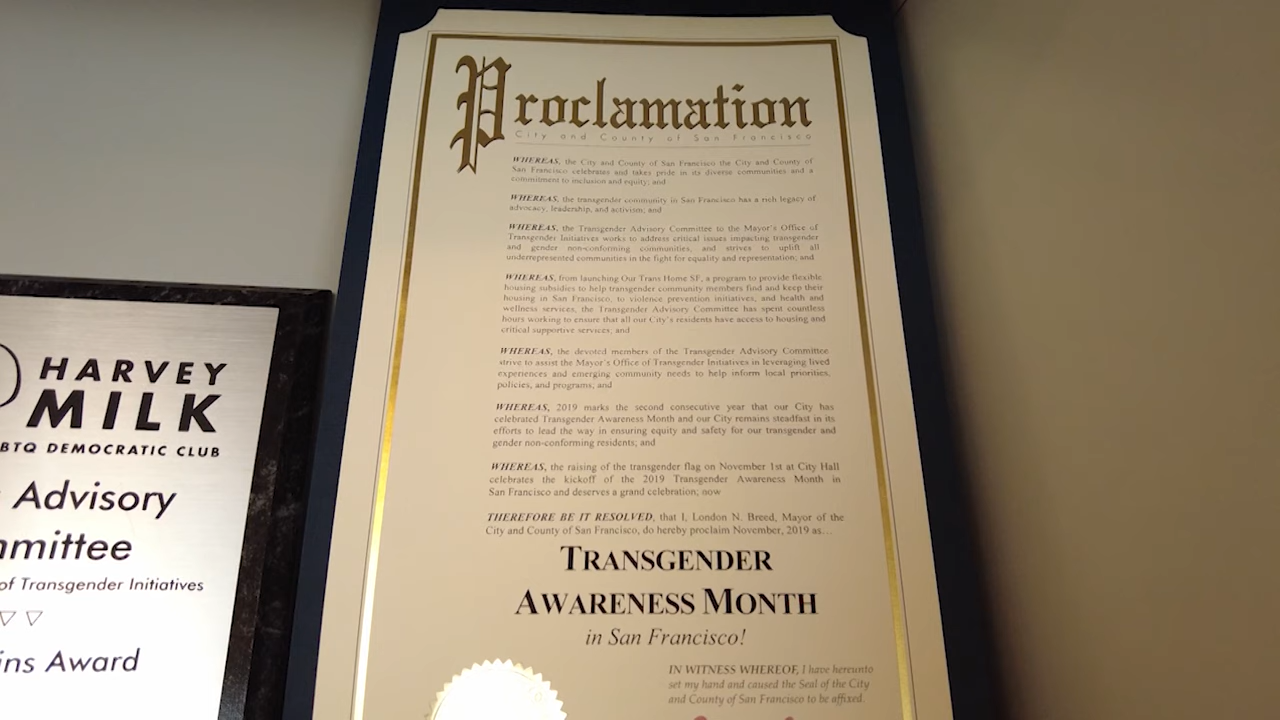 Proclamation
City and County of San Francisco
WHEREAS, the City and County of San Francisco the City and County of
San Francisco celebrates and takes pride in its diverse communities and a
commitment to inclusion and equity; and
WHEREAS, the transgender community in San Francisco has a rich legacy of
advocacy, leadership, and activism; and
WHEREAS, the Transgender Advisory Committee to the Mayor's Office of
Transgender Initiatives works to address critical issues impacting transgender
and gender non-conforming communities, and strives to uplift all
underrepresented communities in the fight for equality and representation; and
WHEREAS, from launching Our Trans Home SF, a program to provide flexible
housing subsidies to help transgender community members find and keep their
housing in San Francisco, to violence prevention initiatives, and health and
wellness services, the Transgender Advisory Committee has spent countless
hours working to ensure that all our City's residents have access to housing and
critical supportive services; and
WHEREAS, the devoted members of the Transgender Advisory Committee
strive to assist the Mayor's Office of Transgender Initiatives in leveraging lived
experiences and emerging community needs to help inform local priorities,
policies, and programs; and
WHEREAS, 2019 marks the second consecutive year that our City has
celebrated Transgender Awareness Month and our City remains steadfast in its
efforts to lead the way in ensuring equity and safety for our transgender and
gender non-conforming residents; and
WHEREAS, the raising of the transgender flag on November 1st at City Hall
celebrates the kickoff of the 2019 Transgender Awareness Month in
San Francisco and deserves a grand celebration; now
THEREFORE BE IT RESOLVED, that I, London N. Breed, Mayor of the
City and County of San Francisco, do hereby proclaim November, 2019 as...
TRANSGENDER
AWARENESS MONTH
in San Francisco!
IN WITNESS WHEREOF, I have hereunto
set my hand and caused the Seal of the City
and County of San Francisco to be affixed.
HARVEY
MILK
BTQ DEMOCRATIC CLUB
Advisory
mmittee
of Transgender Initiatives
ins Award